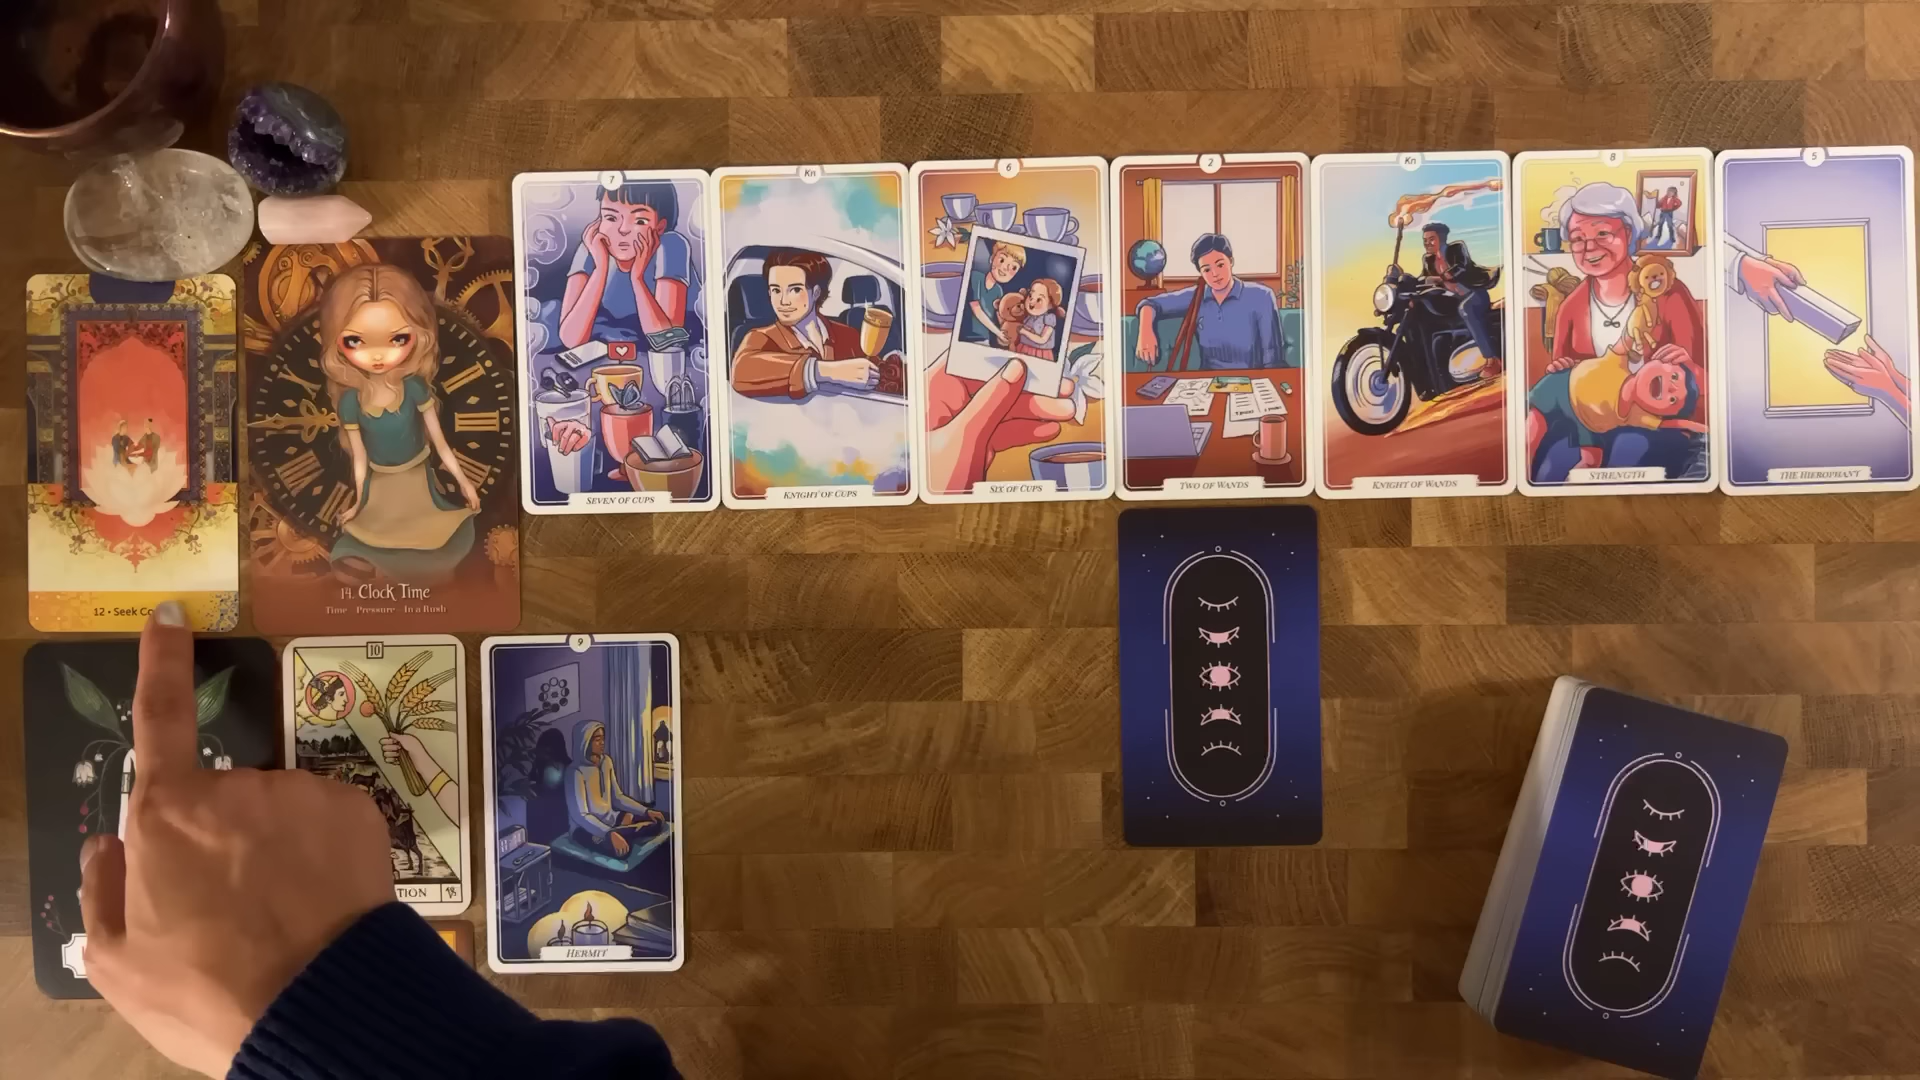 7
SEVEN OF CUPS
Kn
KNIGHT OF CUPS
6
SIX OF CUPS
2
TWO OF WANDS
Kn
KNIGHT OF WANDS
8
STRENGTH
5
THE HIEROPHANT
12 • Seek
14. Clock Time
Time Pressure In a Rush
10
TION
9
HERMIT